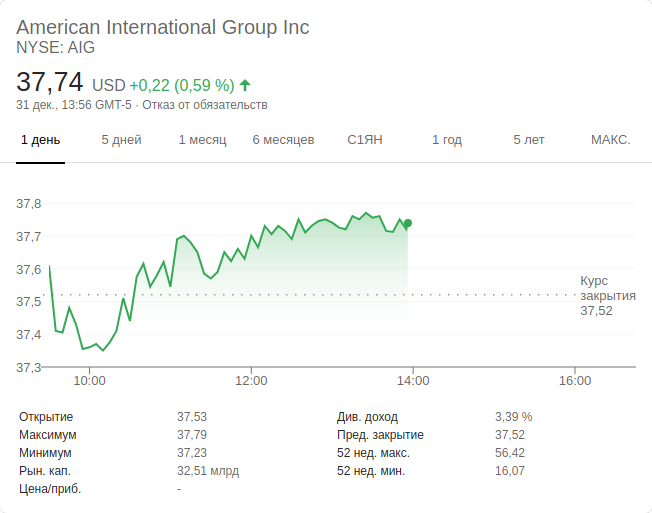 American International Group Inc
NYSE: AIG
37,74 USD +0,22 (0,59 %)
31 дек., 13:56 GMT-5 · Отказ от обязательств
1 день 5 дней 1 месяц 6 месяцев С1ЯН 1 год 5 лет МАКС.
37,8
37,7
37,6
37,5
37,4
37,3
Курс
закрытия
37,52
10:00 12:00 14:00 16:00
Открытие 37,53 Див. доход 3,39 %
Максимум 37,79 Пред. закрытие 37,52
Минимум 37,23 52 нед. макс. 56,42
Рын. кап. 32,51 млрд 52 нед. мин. 16,07
Цена/приб. -